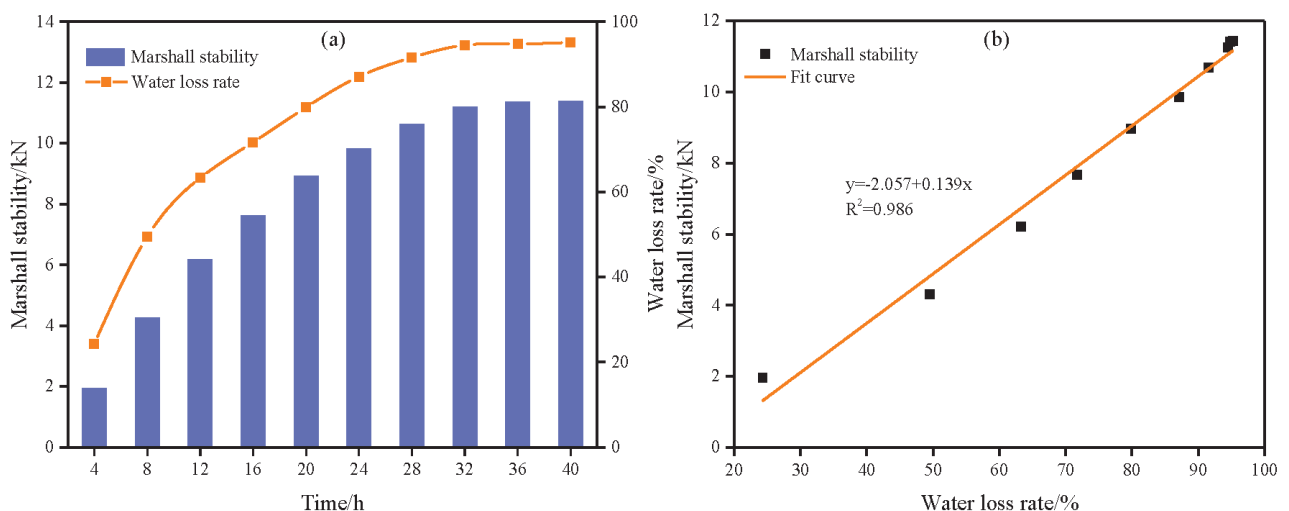 (a)
Marshall stability
Water loss rate
Marshall stability/kN
14
12
10
8
6
4
2
0
4 8 12 16 20 24 28 32 36 40
Time/h
100
80
60
40
20
0
Water loss rate/%
(b)
Marshall stability
Fit curve
y=-2.057+0.139x
R²=0.986
Marshall stability/kN
12
10
8
6
4
2
0
20 30 40 50 60 70 80 90 100
Water loss rate/%